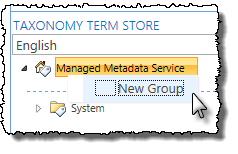 TAXONOMY TERM STORE
English
Managed Metadata Service
New Group
System